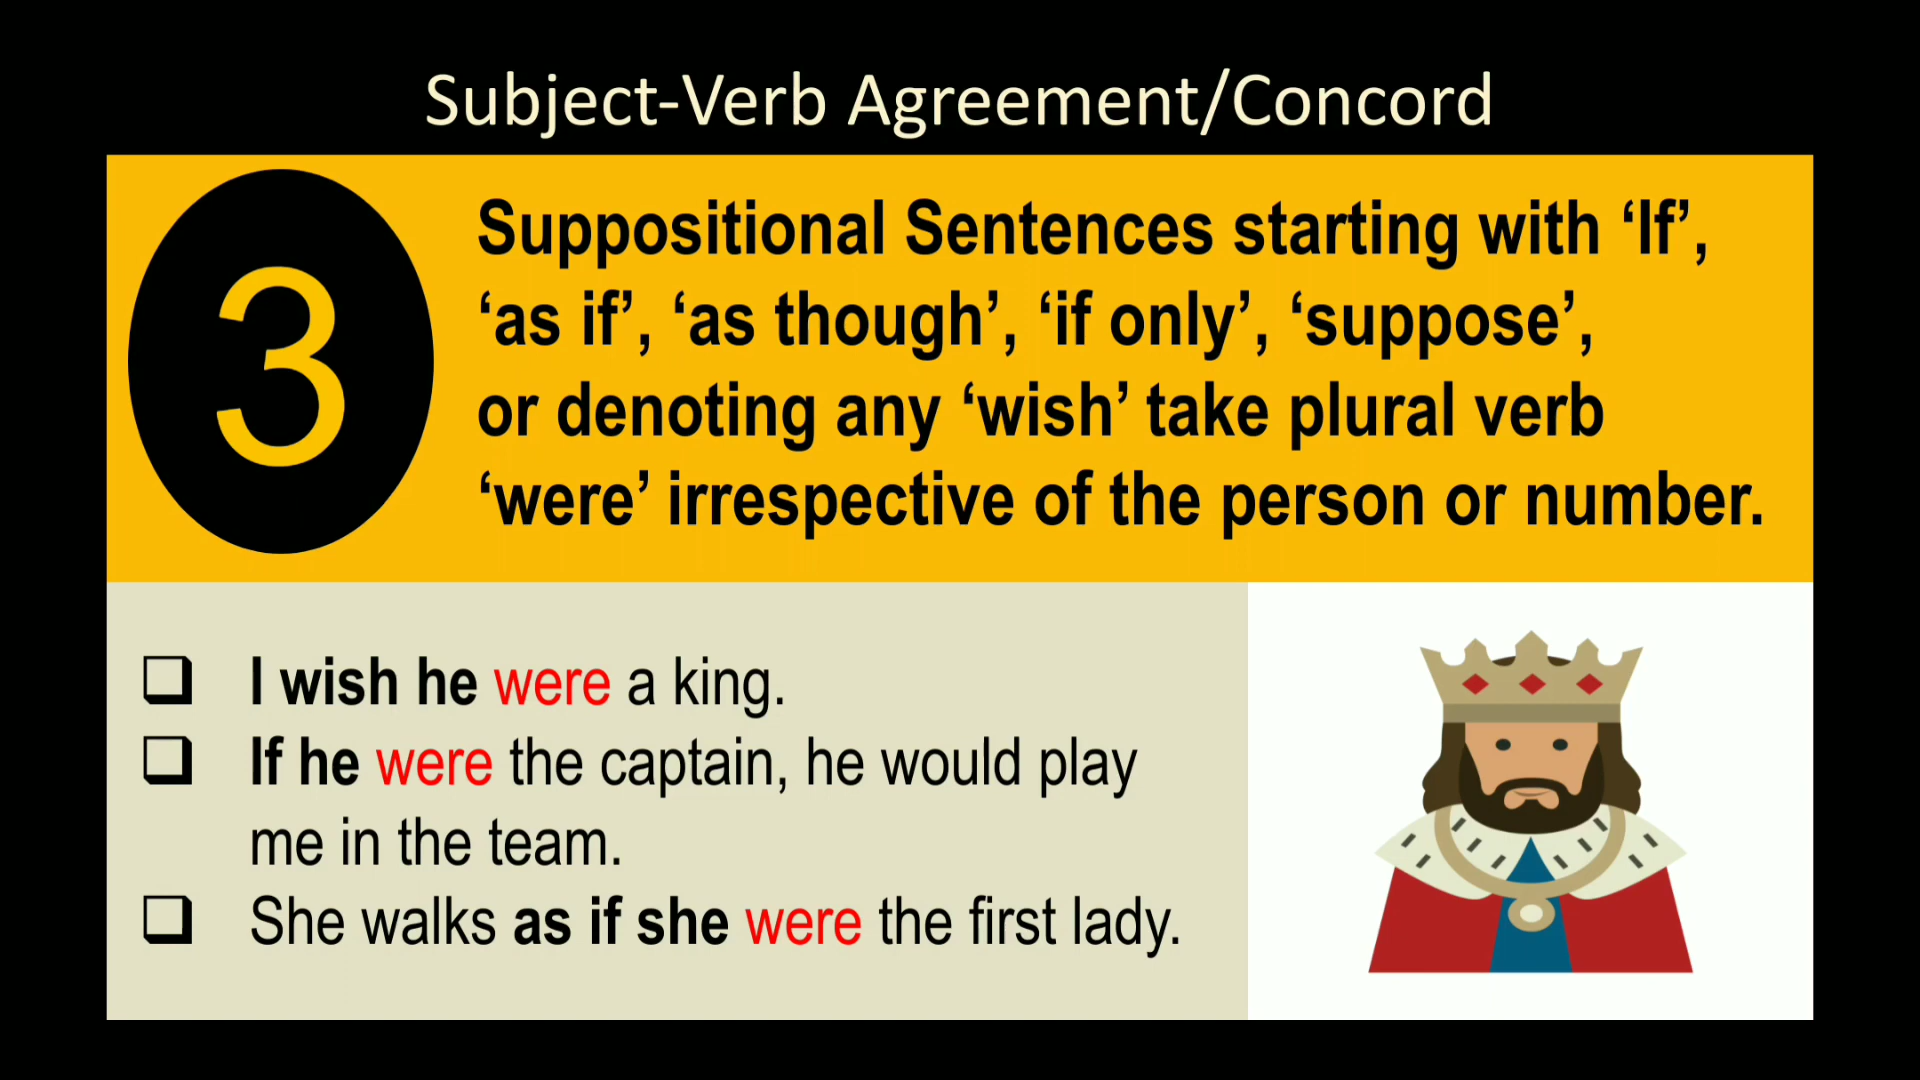 Subject-Verb Agreement/Concord
3
Suppositional Sentences starting with ‘If’,
‘as if’, ‘as though’, ‘if only’, ‘suppose’,
or denoting any ‘wish’ take plural verb
‘were’ irrespective of the person or number.
❑ I wish he were a king.
❑ If he were the captain, he would play
me in the team.
❑ She walks as if she were the first lady.